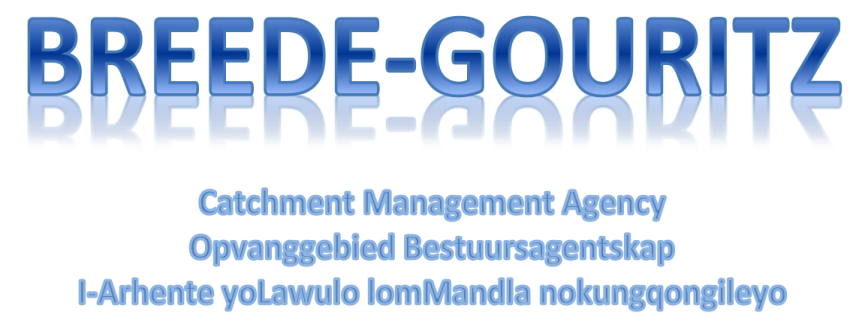 BREEDE-GOURITZ
Catchment Management Agency
Opvanggebied Bestuursagentskap
I-Arhente yoLawulo lomMandla nokungqongileyo